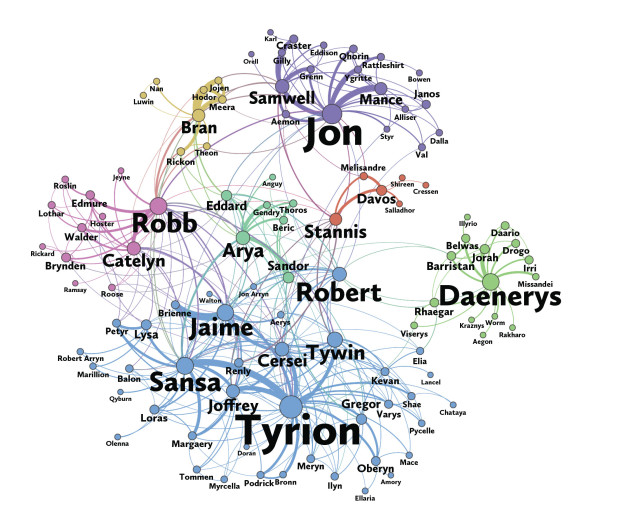 Karl
Craster
Eddison
Qhorin
Orell
Gilly
Rattleshirt
Grenn
Ygritte
Bowen
Nan
Jojen
Hodor
Luwin
Meera
Samwell
Mance
Janos
Bran
Aemon
Jon
Alliser
Styr
Dalla
Val
Theon
Rickon
Melisandre
Jeyne
Anguy
Shireen
Cressen
Roslin
Davos
Edmure
Eddard
Gendry
Thoros
Salladhor
Lothar
Hoster
Robb
Beric
Stannis
Illyrio
Daario
Walder
Arya
Belwas
Jorah
Drogo
Rickard
Catelyn
Brynden
Sandor
Barristan
Irri
Missandei
Ramsay
Roose
Jon Arryn
Robert
Daenerys
Walton
Brienne
Rhaegar
Aerys
Kraznys
Worm
Petyr
Lysa
Jaime
Viserys
Aegon
Rakharo
Robert Arryn
Cersei
Tywin
Elia
Marillion
Balon
Sansa
Renly
Kevan
Lancel
Qyburn
Joffrey
Gregor
Shae
Chataya
Loras
Varys
Olenna
Margaery
Tyrion
Pycelle
Doran
Meryn
Oberyn
Mace
Tommen
Myrcella
Podrick
Bronn
Ilyn
Amory
Ellaria